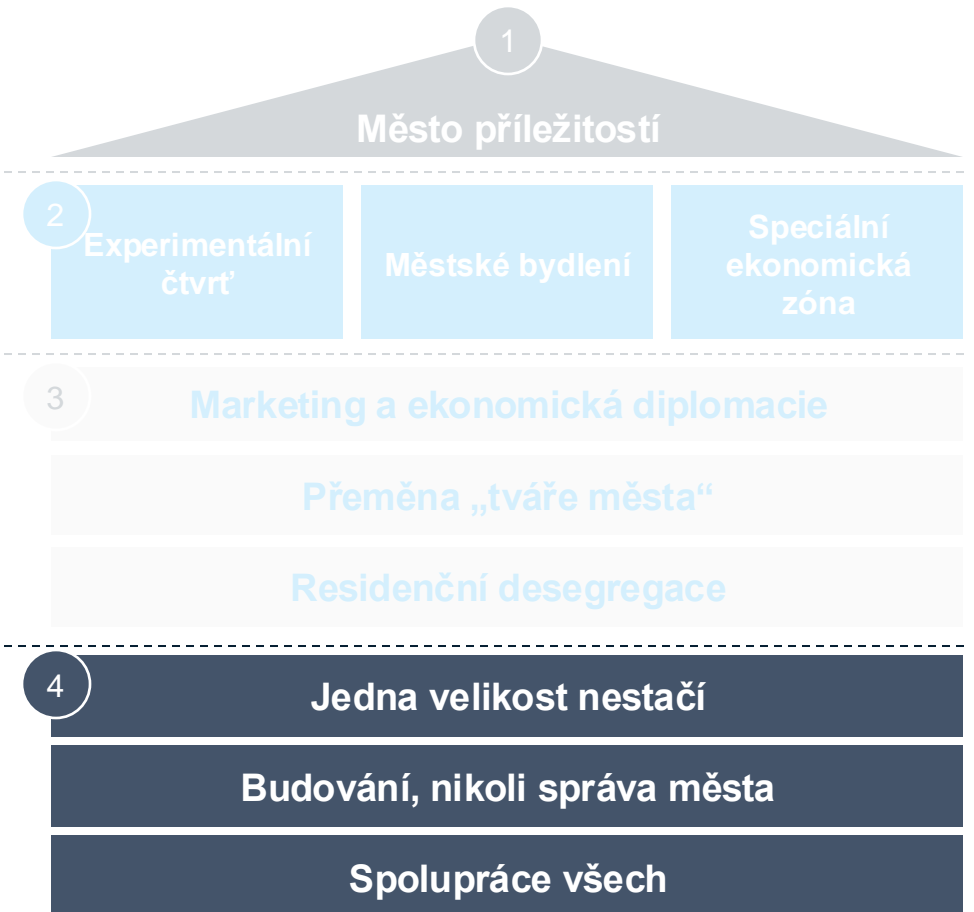 1
Město příležitostí
2
Experimentální
čtvrť
Městské bydlení
Speciální
ekonomická
zóna
3
Marketing a ekonomická diplomacie
Přeměna „tváře města“
Residenční desegregace
4
Jedna velikost nestačí
Budování, nikoli správa města
Spolupráce všech